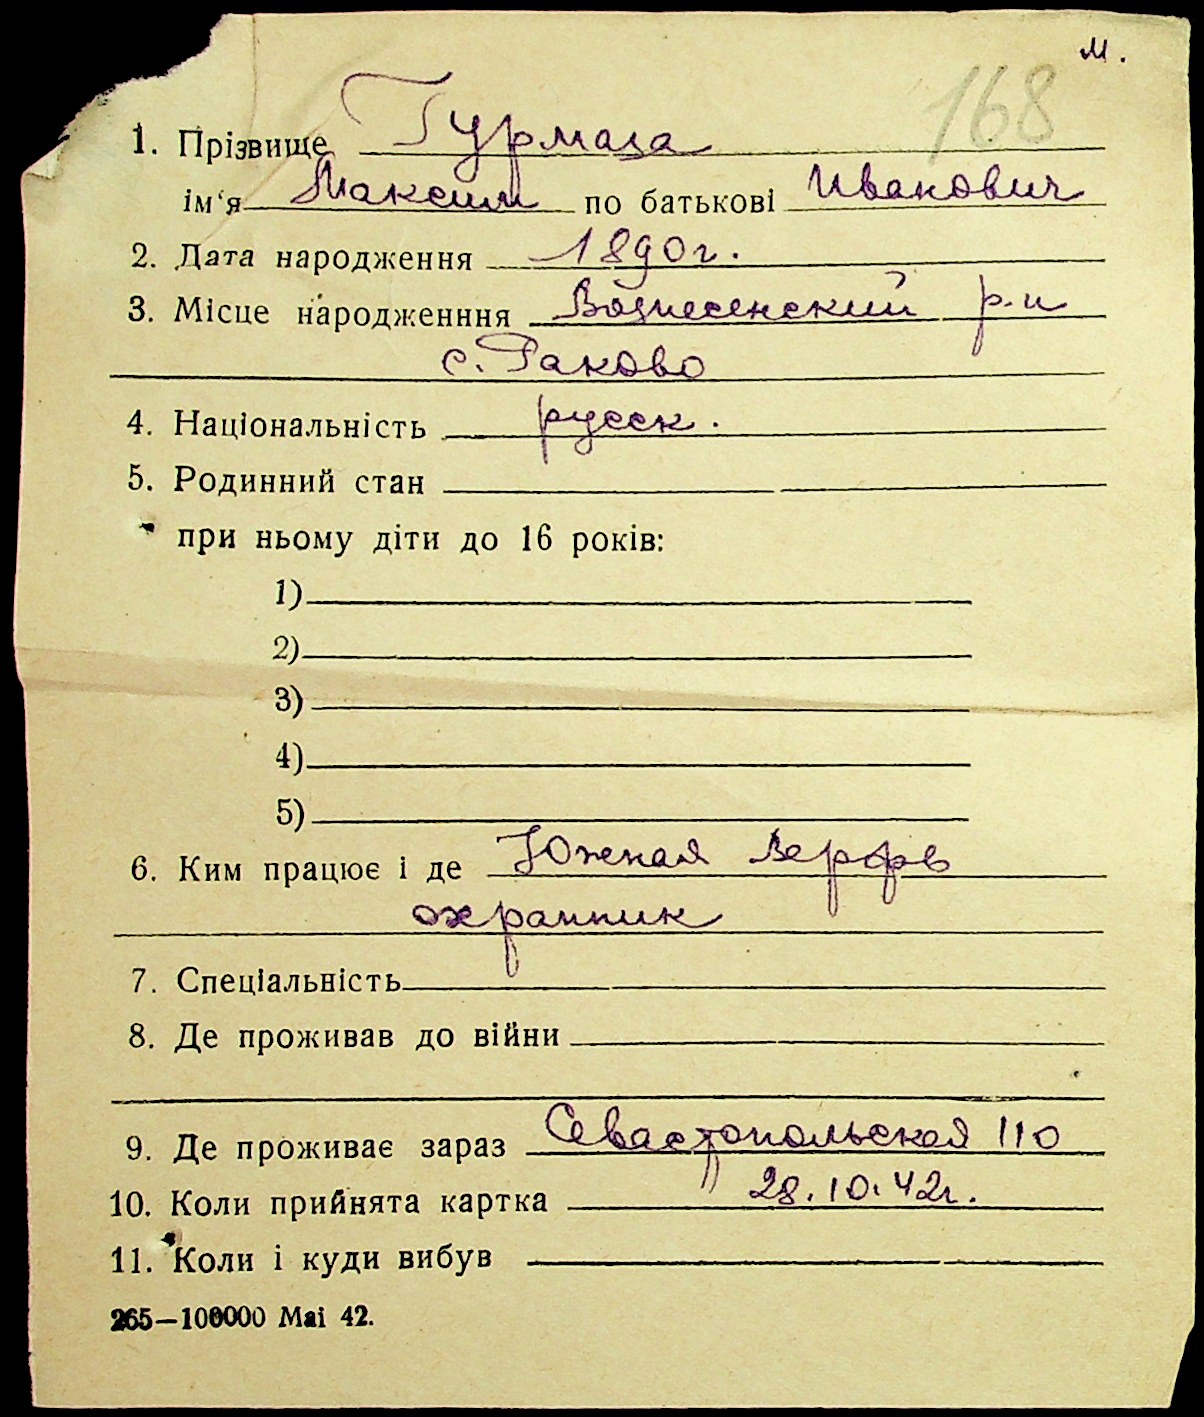 м.
168
1. Прізвище Гурмаза
ім‘я Максим по батькові Иванович
2. Дата народження 1890г.
3. Місце народженння Вознесенский р-н
с. Раково
4. Національність русск.
5. Родинний стан
при ньому діти до 16 років:
1)
2)
3)
4)
5)
6. Ким працює і де Южная Верфь
охранник
7. Спеціальність
8. Де проживав до війни
9. Де проживає зараз Севастопольская 110
10. Коли прийнята картка 28.10.42г.
11. Коли і куди вибув
265—100000 Mai 42.